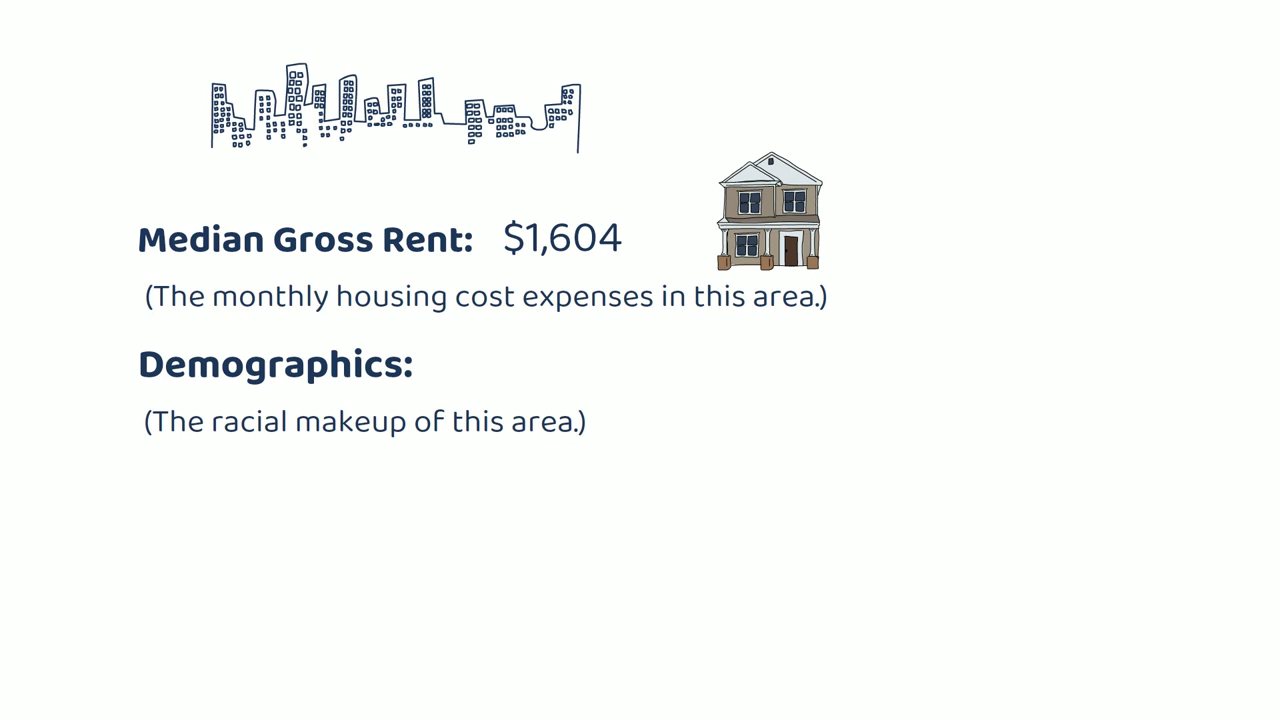 Median Gross Rent: $1,604
(The monthly housing cost expenses in this area.)
Demographics:
(The racial makeup of this area.)